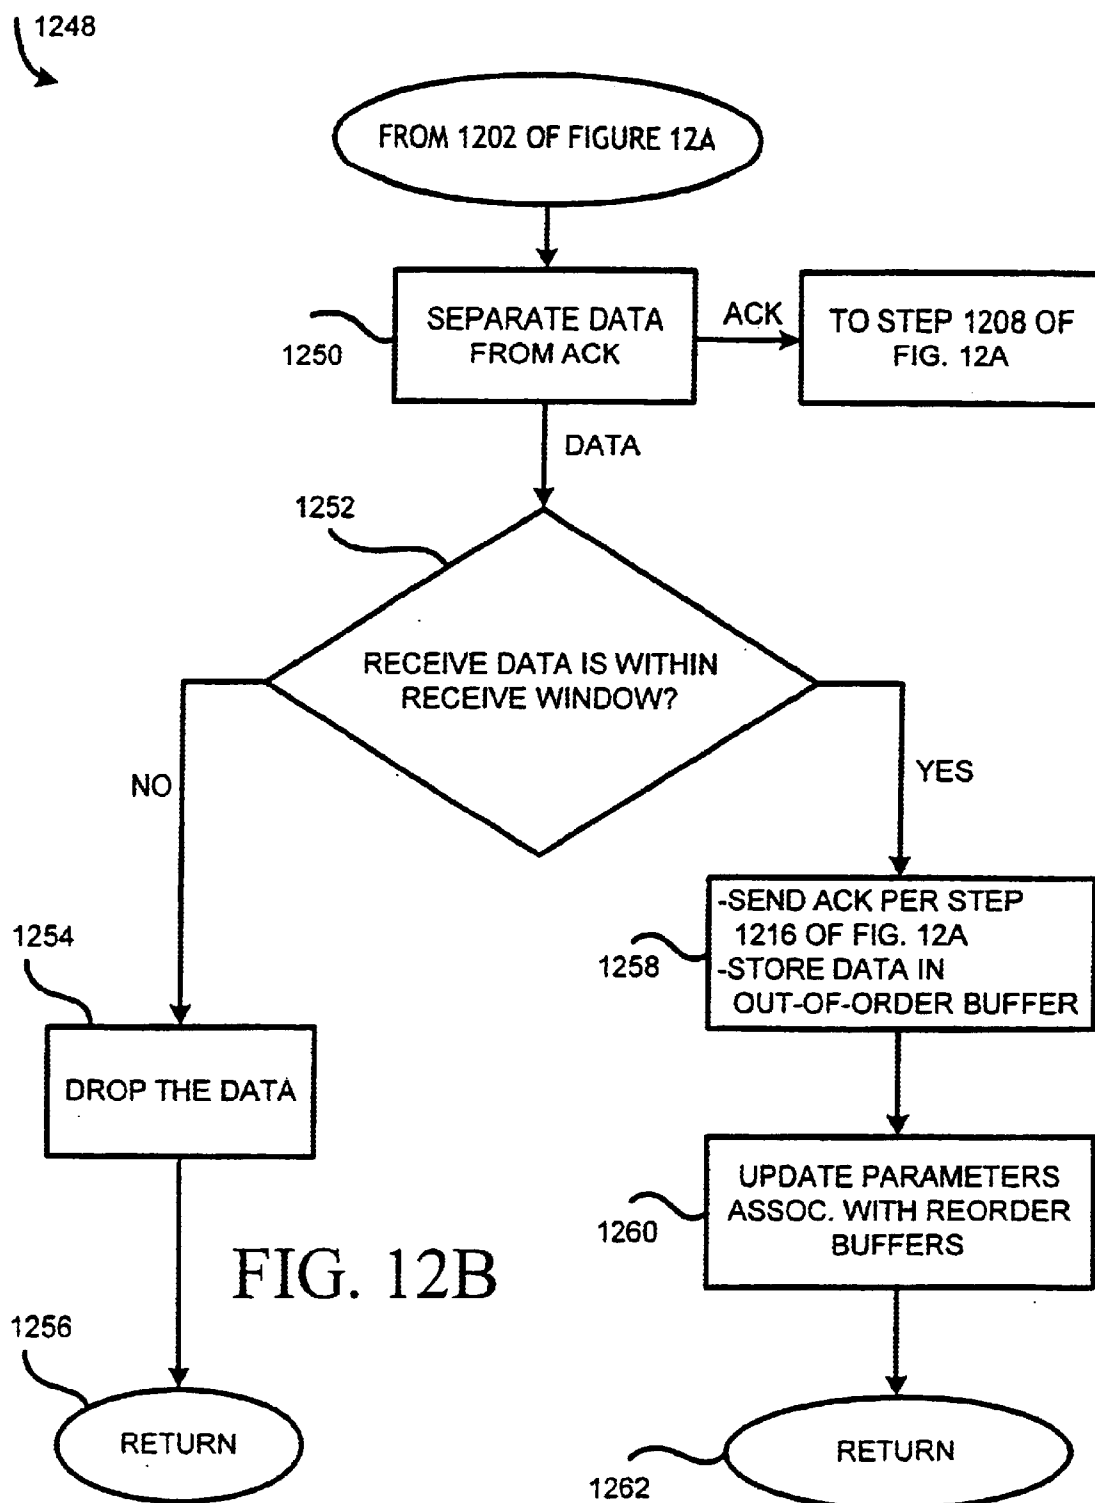 1248
FROM 1202 OF FIGURE 12A
SEPARATE DATA
FROM ACK
1250
ACK
TO STEP 1208 OF
FIG. 12A
DATA
1252
RECEIVE DATA IS WITHIN
RECEIVE WINDOW?
NO
YES
1254
DROP THE DATA
-SEND ACK PER STEP
1216 OF FIG. 12A
-STORE DATA IN
OUT-OF-ORDER BUFFER
1258
UPDATE PARAMETERS
ASSOC. WITH REORDER
BUFFERS
1260
FIG. 12B
1256
RETURN
RETURN
1262